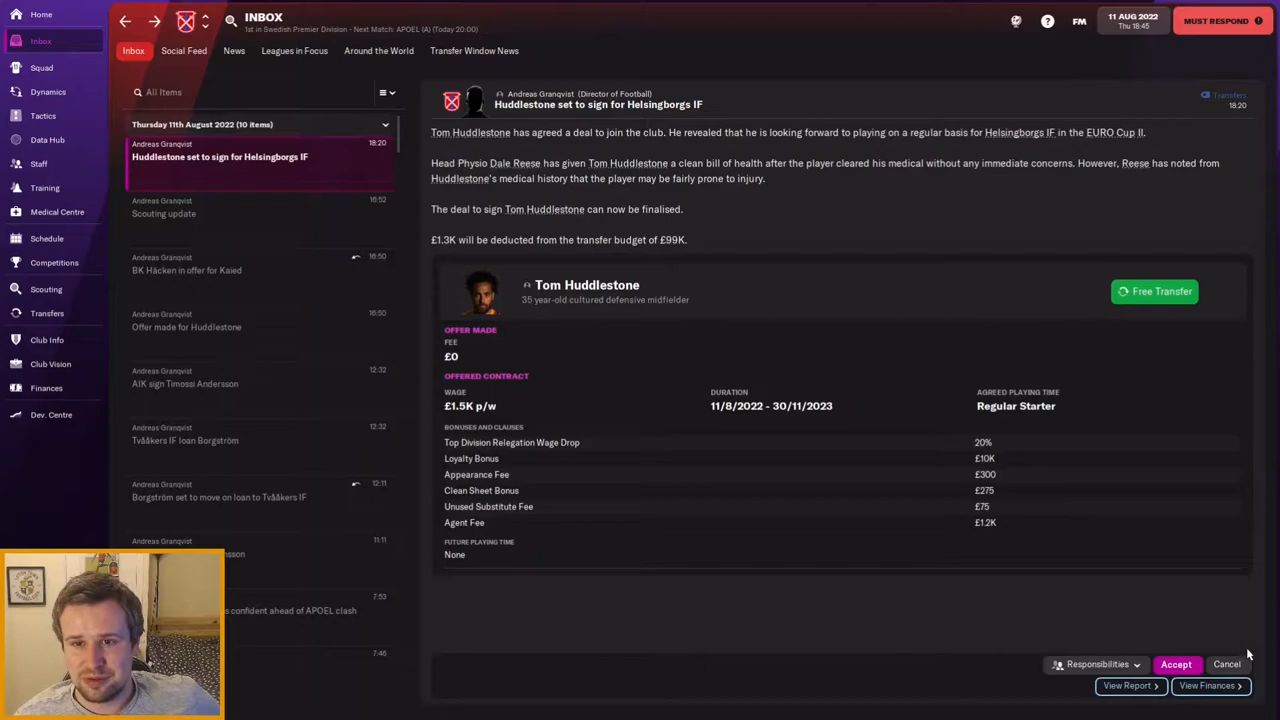 Home
INBOX
1st in Swedish Premier Division - Next Match: APOEL (A) (Today 20:00)
FM
11 AUG 2022
Thu 18:45
MUST RESPOND
Inbox
Squad
Dynamics
Tactics
Data Hub
Staff
Training
Medical Centre
Schedule
Competitions
Scouting
Transfers
Club Info
Club Vision
Finances
Dev. Centre
Inbox
Social Feed
News
Leagues in Focus
Around the World
Transfer Window News
All Items
Thursday 11th August 2022 (10 items)
Andreas Granqvist
18:20
Huddlestone set to sign for Helsingborgs IF
Andreas Granqvist
Scouting update
Andreas Granqvist
16:50
BK Häcken in offer for Kaied
Andreas Granqvist
16:50
Offer made for Huddlestone
Andreas Granqvist
12:32
AIK sign Timossi Andersson
Andreas Granqvist
12:32
Tvååkers IF loan Borgström
Andreas Granqvist
12:11
Borgström set to move on loan to Tvååkers IF
Andreas Granqvist
11:11
nsson
7:53
s confident ahead of APOEL clash
7:46
Andreas Granqvist (Director of Football)
Huddlestone set to sign for Helsingborgs IF
Transfers
18:20
Tom Huddlestone has agreed a deal to join the club. He revealed that he is looking forward to playing on a regular basis for Helsingborgs IF in the EURO Cup II.
Head Physio Dale Reese has given Tom Huddlestone a clean bill of health after the player cleared his medical without any immediate concerns. However, Reese has noted from
Huddlestone's medical history that the player may be fairly prone to injury.
The deal to sign Tom Huddlestone can now be finalised.
£1.3K will be deducted from the transfer budget of £99K.
Tom Huddlestone
35 year-old cultured defensive midfielder
Free Transfer
OFFER MADE
FEE
£0
OFFERED CONTRACT
WAGE
DURATION
AGREED PLAYING TIME
£1.5K p/w
11/8/2022 - 30/11/2023
Regular Starter
BONUSES AND CLAUSES
Top Division Relegation Wage Drop
20%
Loyalty Bonus
£10K
Appearance Fee
£300
Clean Sheet Bonus
£275
Unused Substitute Fee
£75
Agent Fee
£1.2K
FUTURE PLAYING TIME
None
Responsibilities
Accept
Cancel
View Report
View Finances